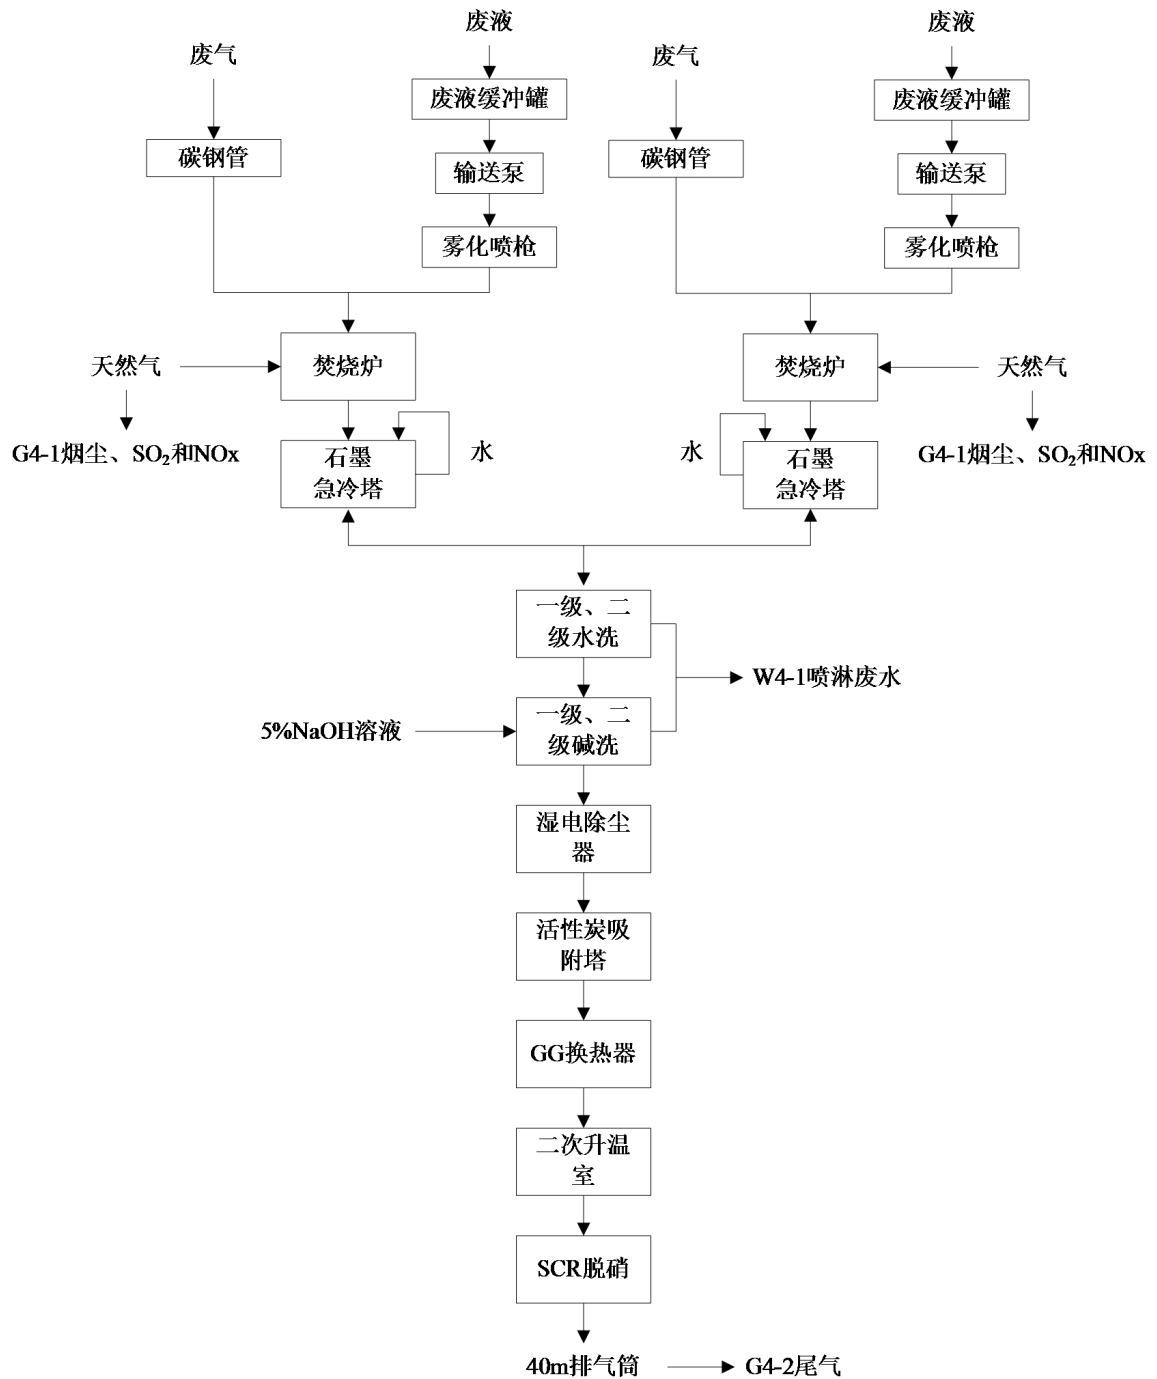 废液
废液
废气
废气
废液缓冲罐
废液缓冲罐
碳钢管
碳钢管
输送泵
输送泵
雾化喷枪
雾化喷枪
天然气
焚烧炉
焚烧炉
天然气
G4-1烟尘、SO₂和NOx
石墨
急冷塔
水
水
石墨
急冷塔
G4-1烟尘、SO₂和NOx
一级、二
级水洗
W4-1喷淋废水
5%NaOH溶液
一级、二
级碱洗
湿电除尘
器
活性炭吸
附塔
GG换热器
二次升温
室
SCR脱硝
40m排气筒
G4-2尾气